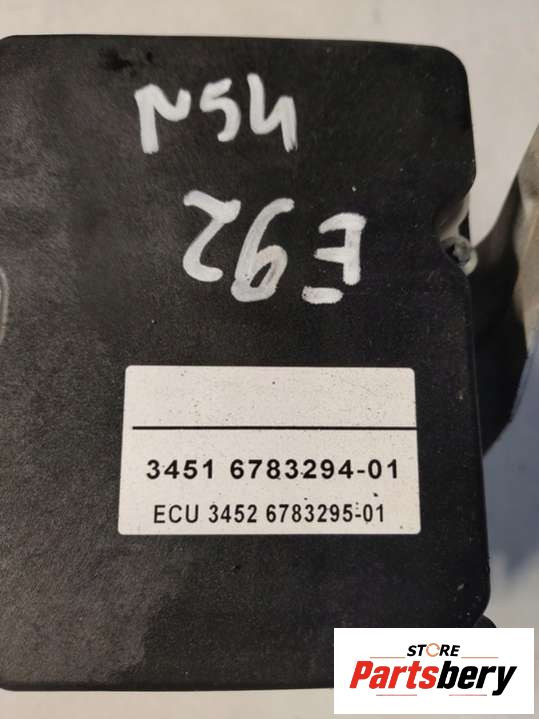 N54
E92
3451 6783294-01
ECU 3452 6783295-01
STORE
Partsbery